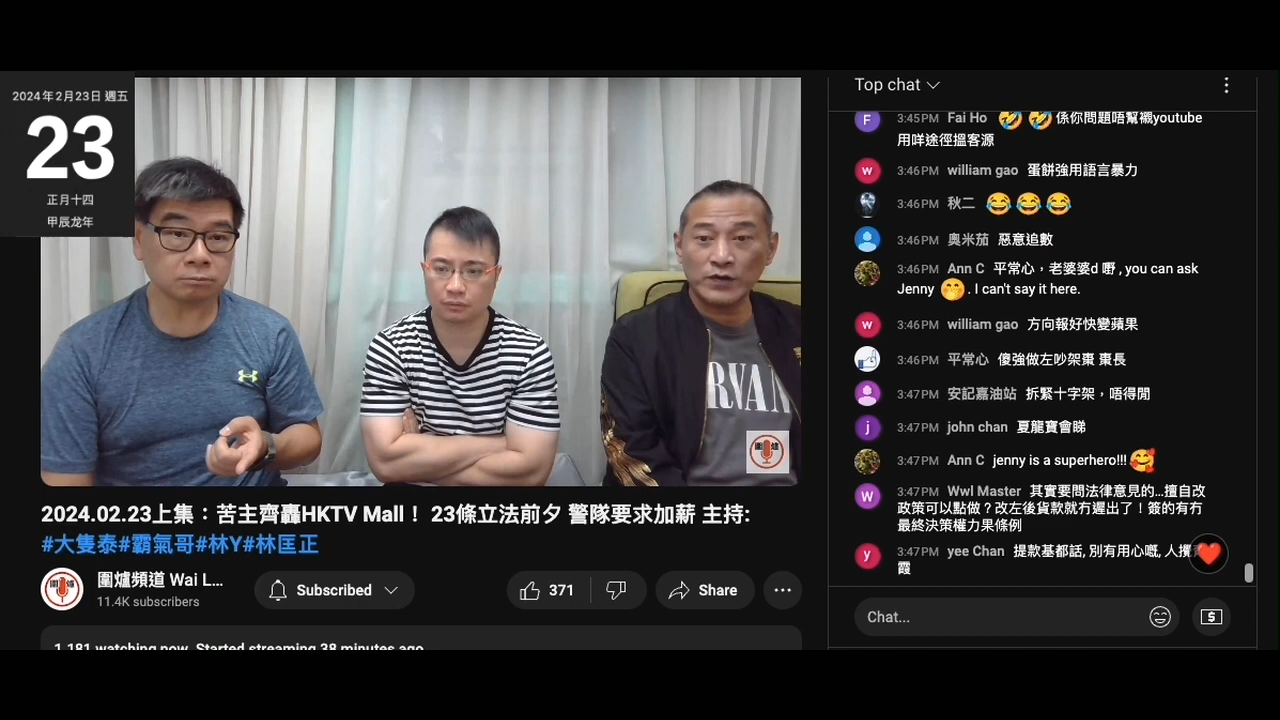 2024年2月23日 週五
23
正月十四
甲辰龙年
RVAN
2024.02.23上集：苦主齊轟HKTV Mall！ 23條立法前夕 警隊要求加薪 主持:
#大隻泰#霸氣哥#林Y#林匡正
圍爐頻道 Wai L...
11.4K subscribers
Subscribed
371
Share
1,181 watching now Started streaming 38 minutes ago
Top chat
F 3:45PM Fai Ho 🤣 🤣 係你問題唔幫襯youtube
用咩途徑搵客源
w 3:46PM william gao 蛋餅強用語言暴力
3:46PM 秋二 😂 😂 😂
3:46PM 奧米茄 惡意追數
3:46PM Ann C 平常心，老婆婆d 嘢 , you can ask
Jenny 🤭 . I can't say it here.
w 3:46PM william gao 方向報好快變蘋果
3:46PM 平常心 傻強做左吵架棗 棗長
3:47PM 安記嘉油站 拆緊十字架，唔得閒
j 3:47PM john chan 夏龍寶會睇
3:47PM Ann C jenny is a superhero!!! 🥰
W 3:47PM Wwl Master 其實要問法律意見的...擅自改
政策可以點做？改左後貨款就冇遲出了！簽的有冇
最終決策權力果條例
y 3:47PM yee Chan 提款基都話, 別有用心嘅, 人攪
霞
Chat...